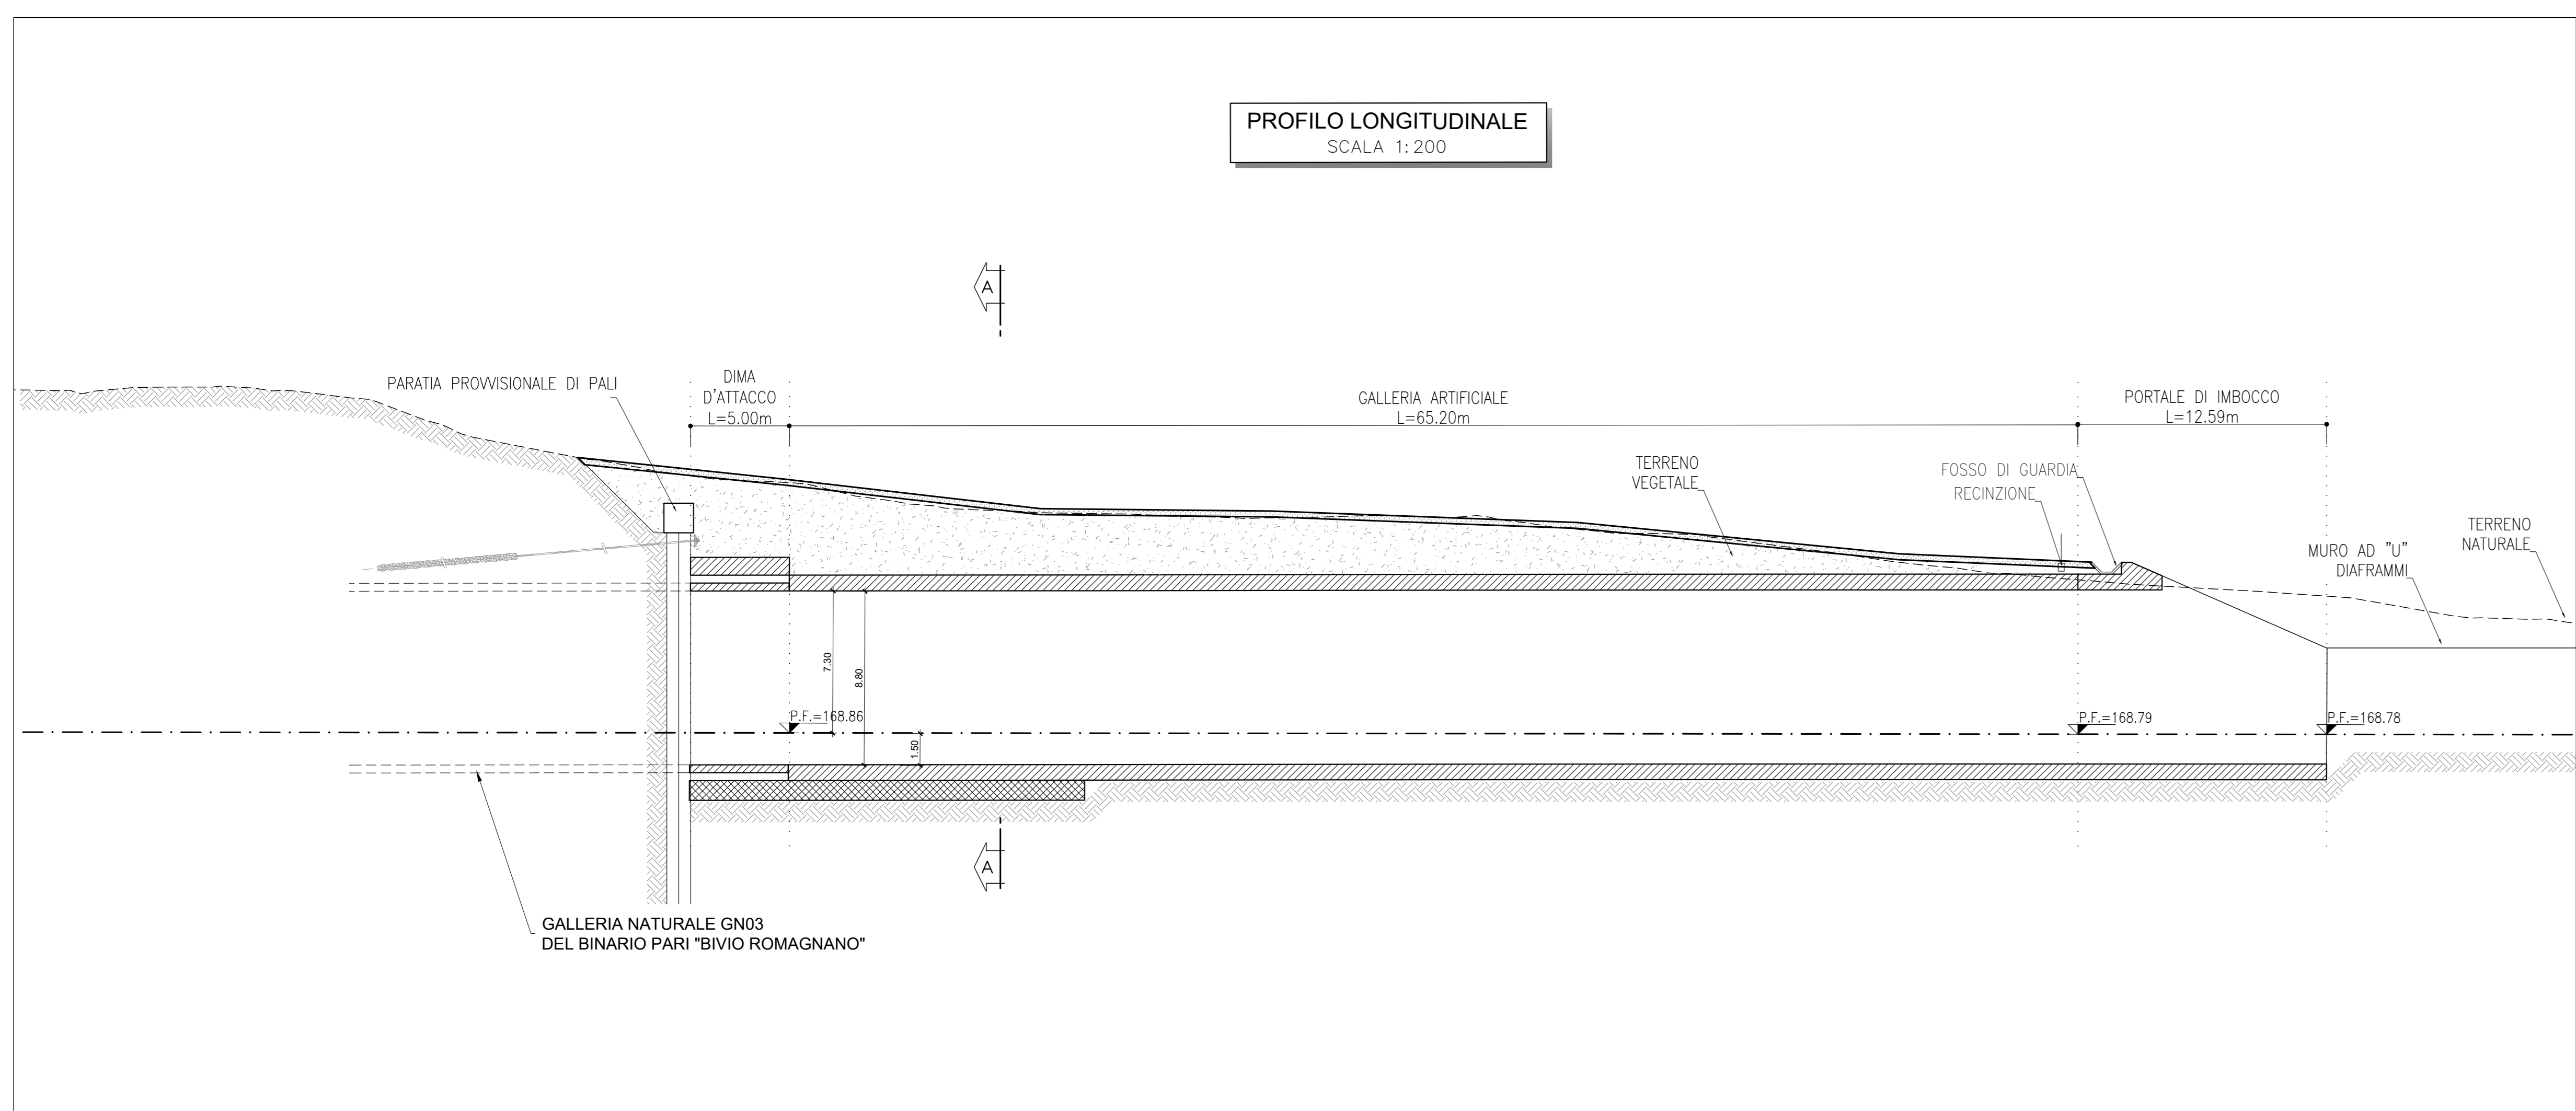 PROFILO LONGITUDINALE
SCALA 1:200
A
PARATIA PROVVISIONALE DI PALI
DIMA
D'ATTACCO
L=5.00m
GALLERIA ARTIFICIALE
L=65.20m
PORTALE DI IMBOCCO
L=12.59m
TERRENO
VEGETALE
FOSSO DI GUARDIA
RECINZIONE
TERRENO
NATURALE
MURO AD "U"
DIAFRAMMI
7.30
8.80
1.50
P.F.=168.86
P.F.=168.79
P.F.=168.78
A
GALLERIA NATURALE GN03
DEL BINARIO PARI "BIVIO ROMAGNANO"